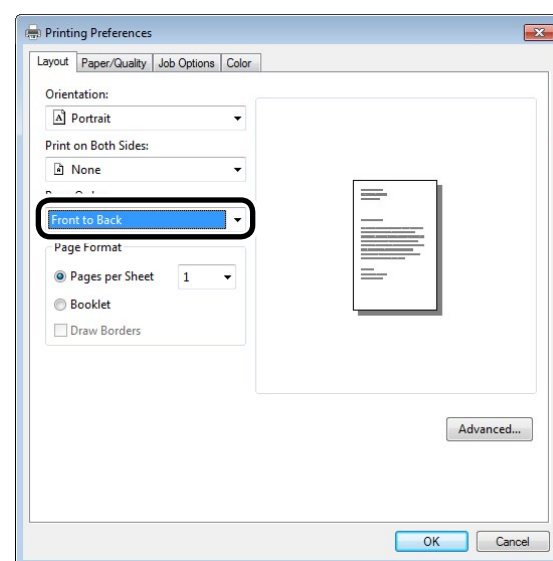 Printing Preferences
Layout Paper/Quality Job Options Color
Orientation:
Portrait
Print on Both Sides:
None
Front to Back
Page Format
Pages per Sheet 1
Booklet
Draw Borders
Advanced...
OK Cancel